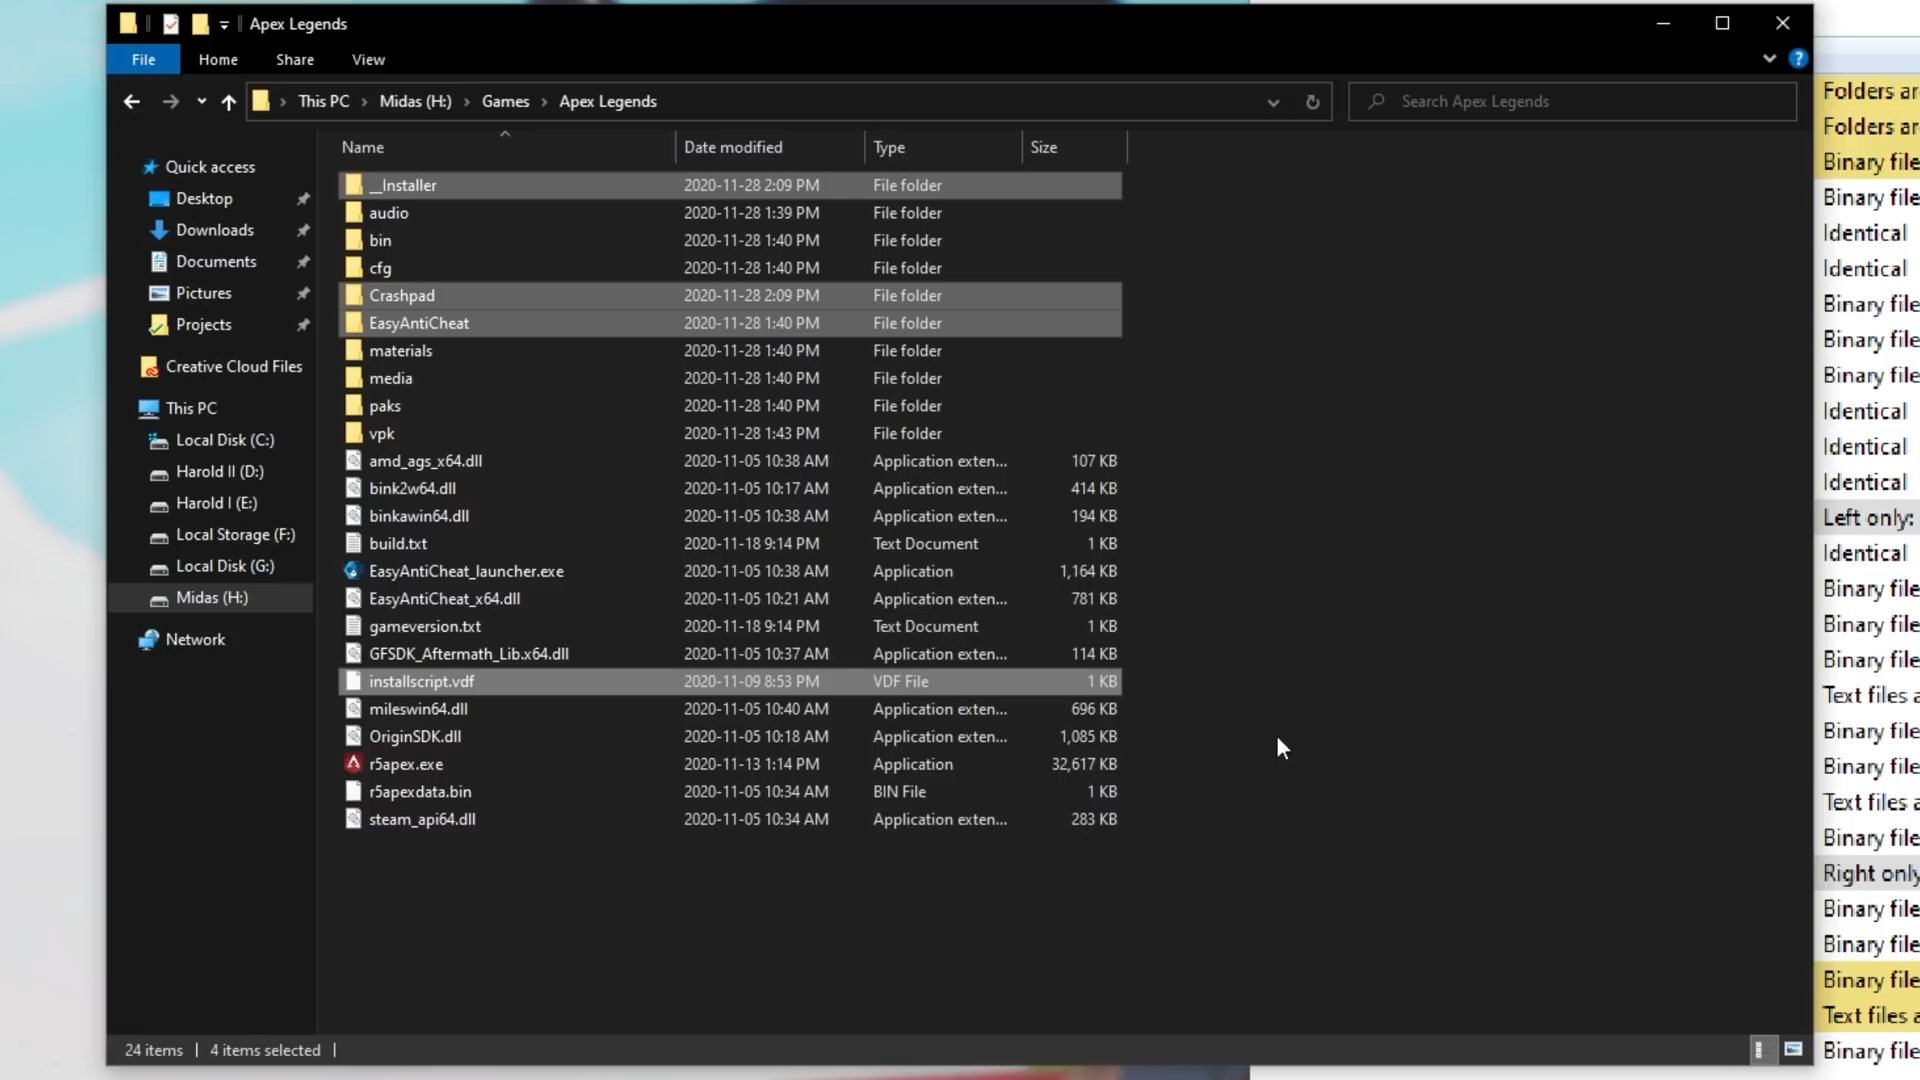 Apex Legends
File Home Share View
This PC Midas (H:) Games Apex Legends
Search Apex Legends
Name Date modified Type Size
Quick access
Desktop
Downloads
Documents
Pictures
Projects
Creative Cloud Files
This PC
Local Disk (C:)
Harold II (D:)
Harold I (E:)
Local Storage (F:)
Local Disk (G:)
Midas (H:)
Network
__Installer 2020-11-28 2:09 PM File folder
audio 2020-11-28 1:39 PM File folder
bin 2020-11-28 1:40 PM File folder
cfg 2020-11-28 1:40 PM File folder
Crashpad 2020-11-28 2:09 PM File folder
EasyAntiCheat 2020-11-28 1:40 PM File folder
materials 2020-11-28 1:40 PM File folder
media 2020-11-28 1:40 PM File folder
paks 2020-11-28 1:40 PM File folder
vpk 2020-11-28 1:43 PM File folder
amd_ags_x64.dll 2020-11-05 10:38 AM Application exten... 107 KB
bink2w64.dll 2020-11-05 10:17 AM Application exten... 414 KB
binkawin64.dll 2020-11-05 10:38 AM Application exten... 194 KB
build.txt 2020-11-18 9:14 PM Text Document 1 KB
EasyAntiCheat_launcher.exe 2020-11-05 10:38 AM Application 1,164 KB
EasyAntiCheat_x64.dll 2020-11-05 10:21 AM Application exten... 781 KB
gameversion.txt 2020-11-18 9:14 PM Text Document 1 KB
GFSDK_Aftermath_Lib.x64.dll 2020-11-05 10:37 AM Application exten... 114 KB
installscript.vdf 2020-11-09 8:53 PM VDF File 1 KB
mileswin64.dll 2020-11-05 10:40 AM Application exten... 696 KB
OriginSDK.dll 2020-11-05 10:18 AM Application exten... 1,085 KB
r5apex.exe 2020-11-13 1:14 PM Application 32,617 KB
r5apexdata.bin 2020-11-05 10:34 AM BIN File 1 KB
steam_api64.dll 2020-11-05 10:34 AM Application exten... 283 KB
24 items 4 items selected
Folders
Folders
Binary file
Binary file
Identical
Identical
Binary file
Binary file
Binary file
Identical
Identical
Identical
Left only:
Identical
Binary file
Binary file
Binary file
Text files
Binary file
Binary file
Text files
Binary file
Right only
Binary file
Binary file
Binary file
Text files
Binary file